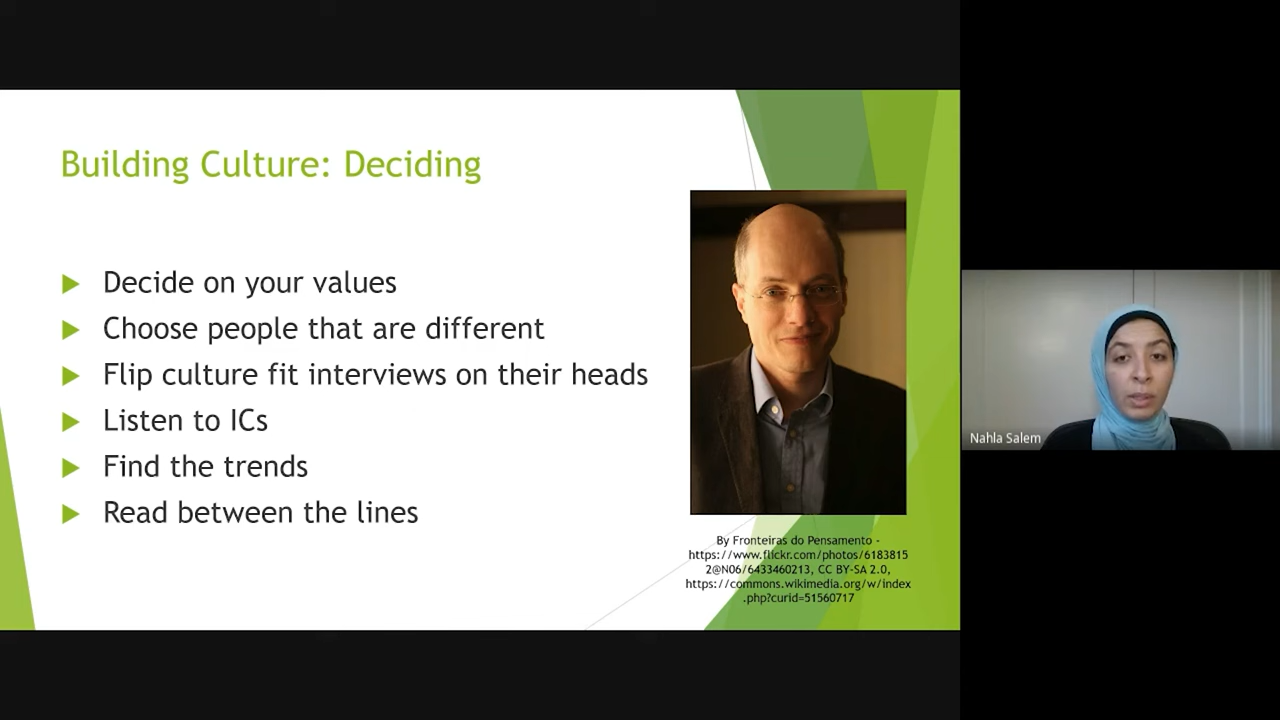 Building Culture: Deciding
Decide on your values
Choose people that are different
Flip culture fit interviews on their heads
Listen to ICs
Find the trends
Read between the lines
By Fronteiras do Pensamento -
https://www.flickr.com/photos/6183815
2@N06/6433460213, CC BY-SA 2.0,
https://commons.wikimedia.org/w/index
.php?curid=51560717
Nahla Salem